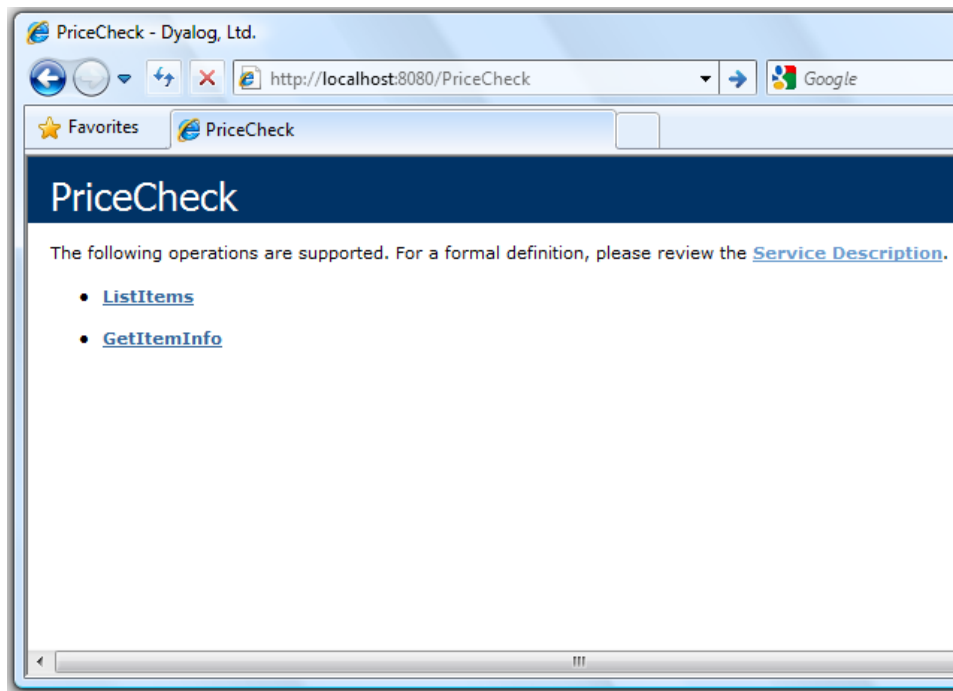 PriceCheck - Dyalog, Ltd.
http://localhost:8080/PriceCheck
Google
Favorites
PriceCheck
PriceCheck
The following operations are supported. For a formal definition, please review the Service Description.
ListItems
GetItemInfo